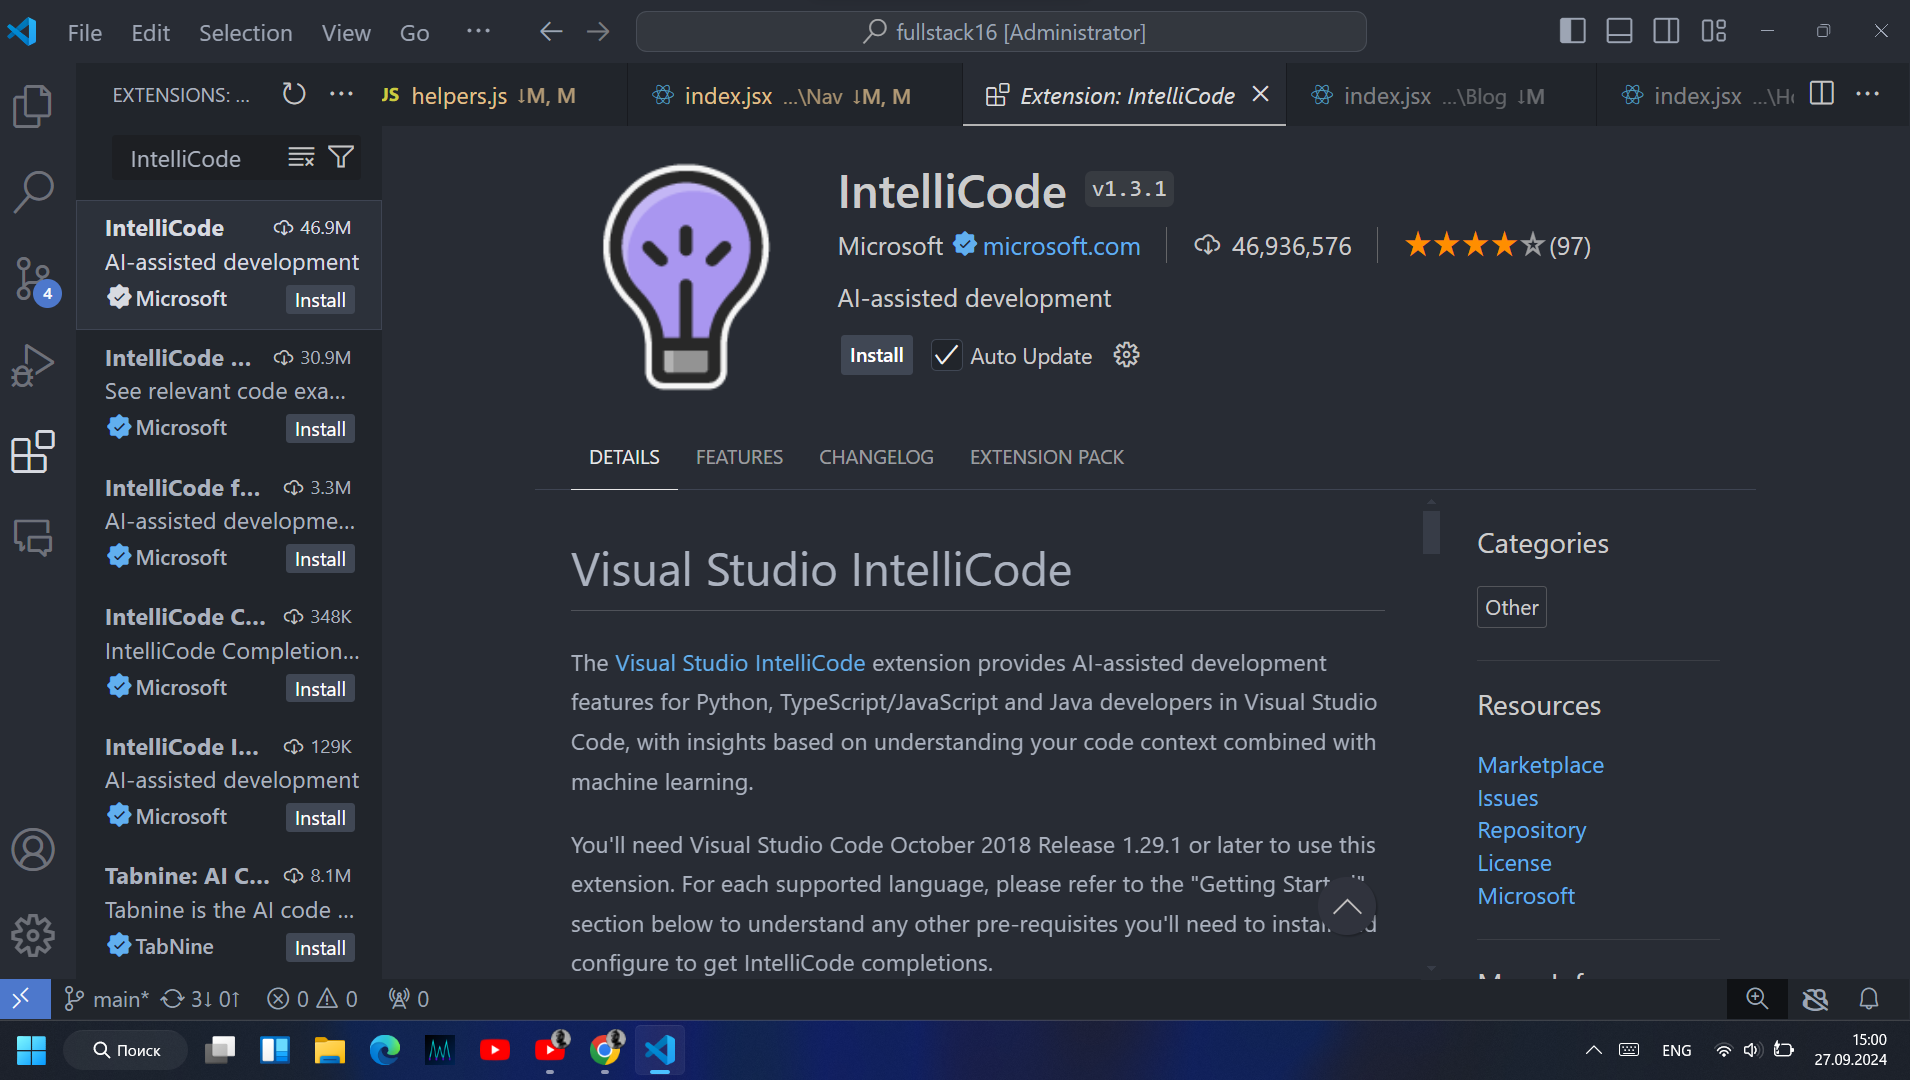 File Edit Selection View Go ··· fullstack16 [Administrator]
EXTENSIONS: ...
JS helpers.js ↓M, M
index.jsx ...\Nav ↓M, M
Extension: IntelliCode
index.jsx ...\Blog ↓M
index.jsx
IntelliCode
IntelliCode 46.9M
AI-assisted development
Microsoft Install
IntelliCode ... 30.9M
See relevant code exa...
Microsoft Install
IntelliCode f... 3.3M
AI-assisted developme...
Microsoft Install
IntelliCode C... 348K
IntelliCode Completion...
Microsoft Install
IntelliCode I... 129K
AI-assisted development
Microsoft Install
Tabnine: AI C... 8.1M
Tabnine is the AI code ...
TabNine Install
4
IntelliCode v1.3.1
Microsoft microsoft.com 46,936,576 (97)
AI-assisted development
Install Auto Update
DETAILS FEATURES CHANGELOG EXTENSION PACK
Visual Studio IntelliCode
The Visual Studio IntelliCode extension provides AI-assisted development
features for Python, TypeScript/JavaScript and Java developers in Visual Studio
Code, with insights based on understanding your code context combined with
machine learning.
You'll need Visual Studio Code October 2018 Release 1.29.1 or later to use this
extension. For each supported language, please refer to the "Getting
section below to understand any other pre-requisites you'll need to
configure to get IntelliCode completions.
Categories
Other
Resources
Marketplace
Issues
Repository
License
Microsoft
main* 3↓ 0↑ 0 0 0
Поиск
ENG
15:00
27.09.2024